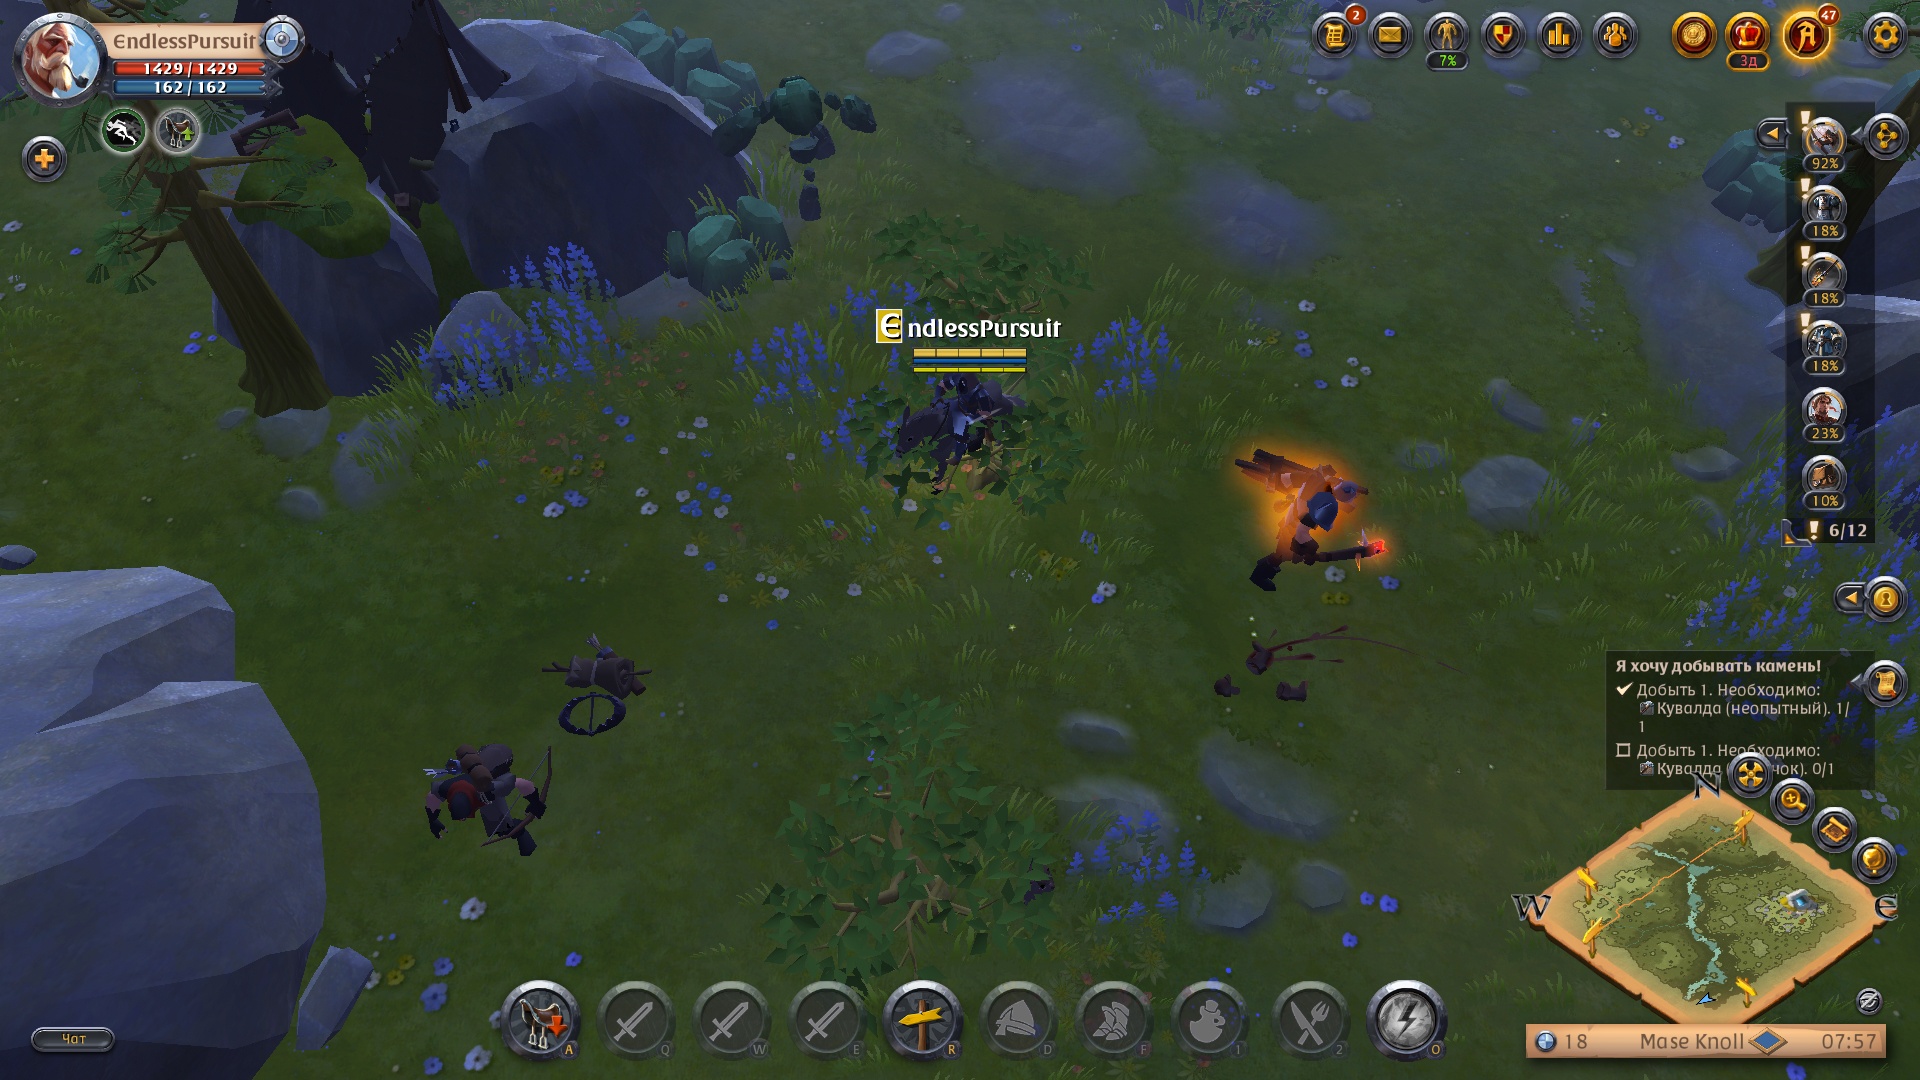 EndlessPursuit
1429 / 1429
162 / 162
2
7%
3д
47
92%
18%
18%
18%
23%
10%
6/12
EndlessPursuit
Я хочу добывать камень!
Добыть 1. Необходимо:
Кувалда (неопытный). 1/
1
Добыть 1. Необходимо:
Кувалда чок). 0/1
N
W
E
Чат
A
Q
W
E
R
D
F
1
2
O
18
Mase Knoll
07:57